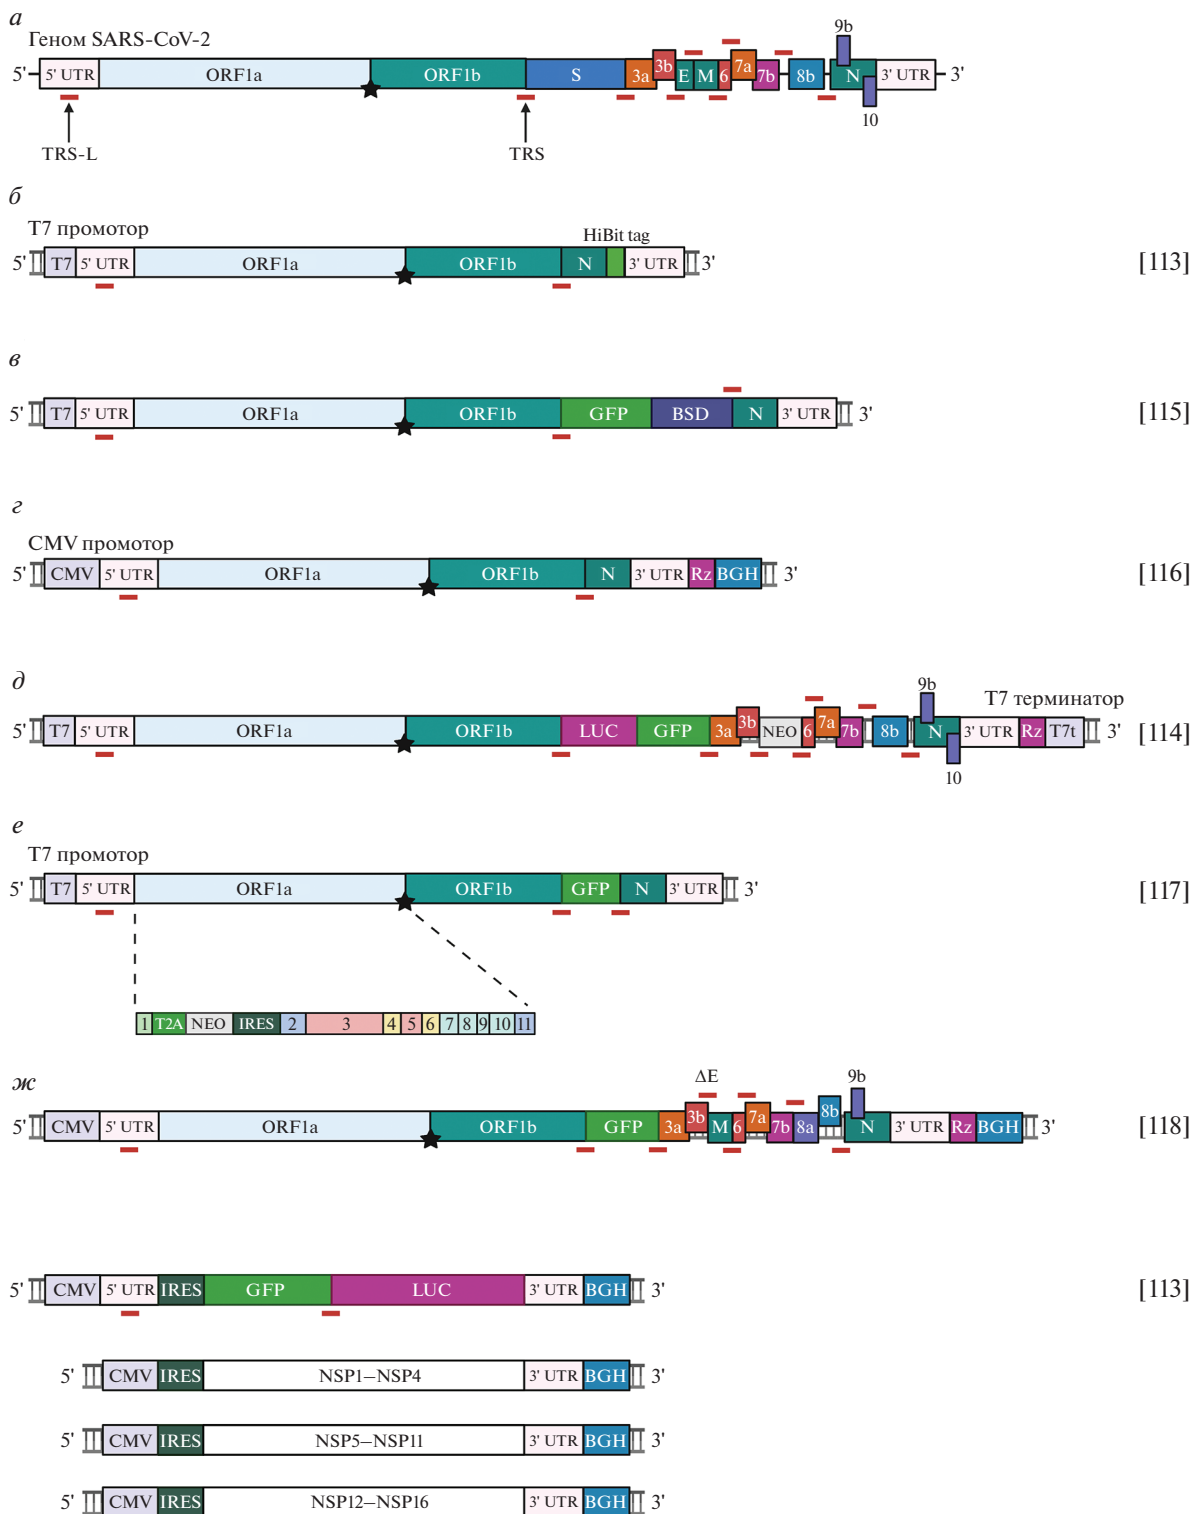 а
Геном SARS-CoV-2
9b
5' 5' UTR ORF1a ORF1b S 3a 3b E M 6 7a 7b 8b N 3' UTR 3'
10
TRS-L TRS
б
T7 промотор
HiBit tag
5' T7 5' UTR ORF1a ORF1b N 3' UTR 3' [113]
в
5' T7 5' UTR ORF1a ORF1b GFP BSD N 3' UTR 3' [115]
г
CMV промотор
5' CMV 5' UTR ORF1a ORF1b N 3' UTR Rz BGH 3' [116]
д
9b
T7 терминатор
5' T7 5' UTR ORF1a ORF1b LUC GFP 3a 3b NEO 6 7a 7b 8b N 3' UTR Rz T7t 3' [114]
10
е
T7 промотор
5' T7 5' UTR ORF1a ORF1b GFP N 3' UTR 3' [117]
1 T2A NEO IRES 2 3 4 5 6 7 8 9 10 11
ж
ΔE 9b
5' CMV 5' UTR ORF1a ORF1b GFP 3a 3b M 6 7a 7b 8a 8b N 3' UTR Rz BGH 3' [118]
5' CMV 5' UTR IRES GFP LUC 3' UTR BGH 3' [113]
5' CMV IRES NSP1–NSP4 3' UTR BGH 3'
5' CMV IRES NSP5–NSP11 3' UTR BGH 3'
5' CMV IRES NSP12–NSP16 3' UTR BGH 3'